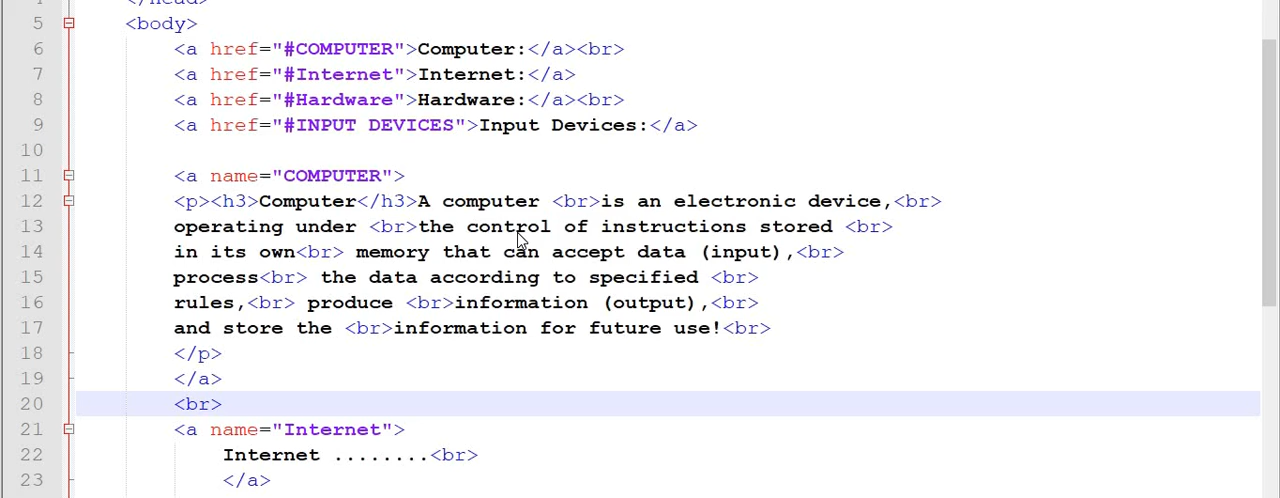 4 </head>
5 <body>
6 <a href="#COMPUTER">Computer:</a><br>
7 <a href="#Internet">Internet:</a>
8 <a href="#Hardware">Hardware:</a><br>
9 <a href="#INPUT DEVICES">Input Devices:</a>
10
11 <a name="COMPUTER">
12 <p><h3>Computer</h3>A computer <br>is an electronic device,<br>
13 operating under <br>the control of instructions stored <br>
14 in its own<br> memory that can accept data (input),<br>
15 process<br> the data according to specified <br>
16 rules,<br> produce <br>information (output),<br>
17 and store the <br>information for future use!<br>
18 </p>
19 </a>
20 <br>
21 <a name="Internet">
22 Internet ........<br>
23 </a>